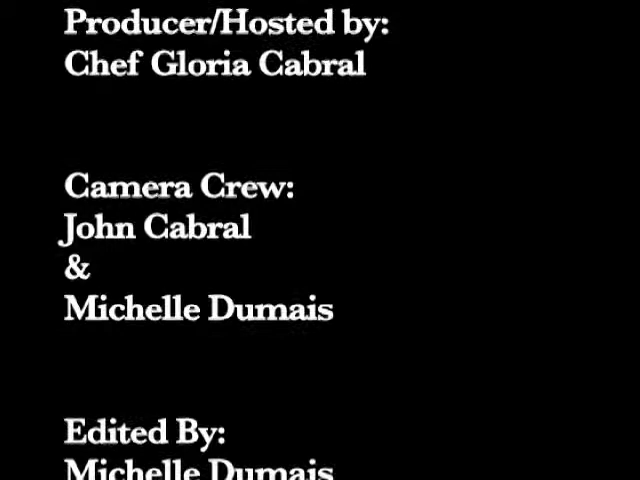 Producer/Hosted by:
Chef Gloria Cabral
Camera Crew:
John Cabral
&
Michelle Dumais
Edited By:
Michelle Dumais